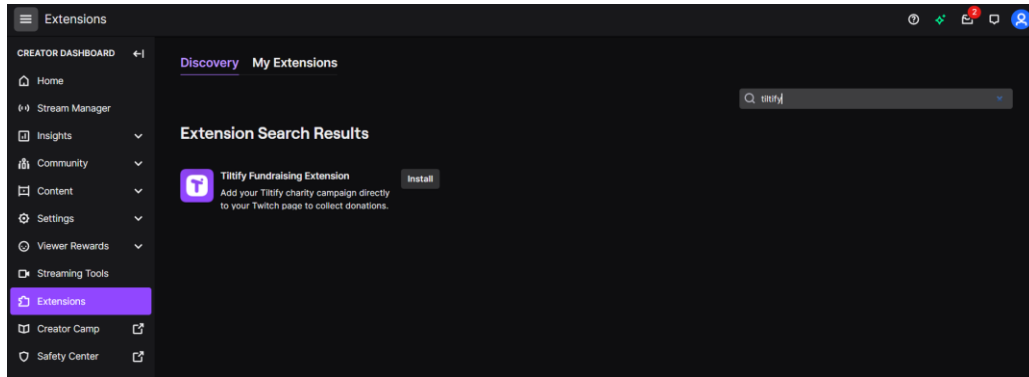 Extensions
2
CREATOR DASHBOARD
Home
Stream Manager
Insights
Community
Content
Settings
Viewer Rewards
Streaming Tools
Extensions
Creator Camp
Safety Center
Discovery My Extensions
tiltify
Extension Search Results
Tiltify Fundraising Extension
Install
Add your Tiltify charity campaign directly
to your Twitch page to collect donations.